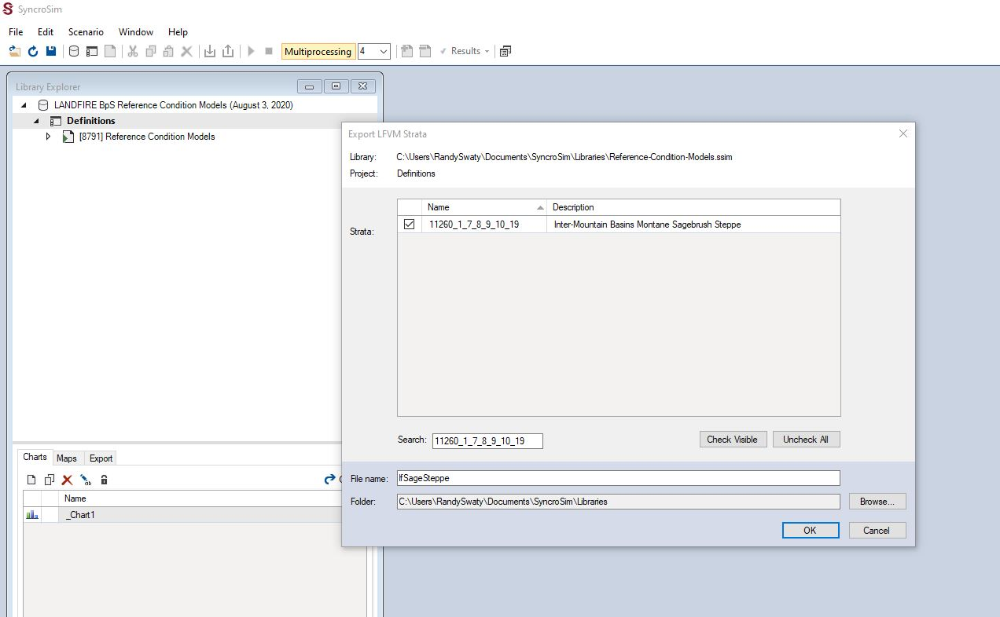 SyncroSim
File Edit Scenario Window Help
Multiprocessing 4 Results
Library Explorer
LANDFIRE BpS Reference Condition Models (August 3, 2020)
Definitions
[8791] Reference Condition Models
Export LFVM Strata
Library: C:\Users\RandySwaty\Documents\SyncroSim\Libraries\Reference-Condition-Models.ssim
Project: Definitions
Name Description
Strata: 11260_1_7_8_9_10_19 Inter-Mountain Basins Montane Sagebrush Steppe
Search: 11260_1_7_8_9_10_19 Check Visible Uncheck All
File name: lfSageSteppe
Folder: C:\Users\RandySwaty\Documents\SyncroSim\Libraries Browse...
OK Cancel
Charts Maps Export
Name
_Chart1